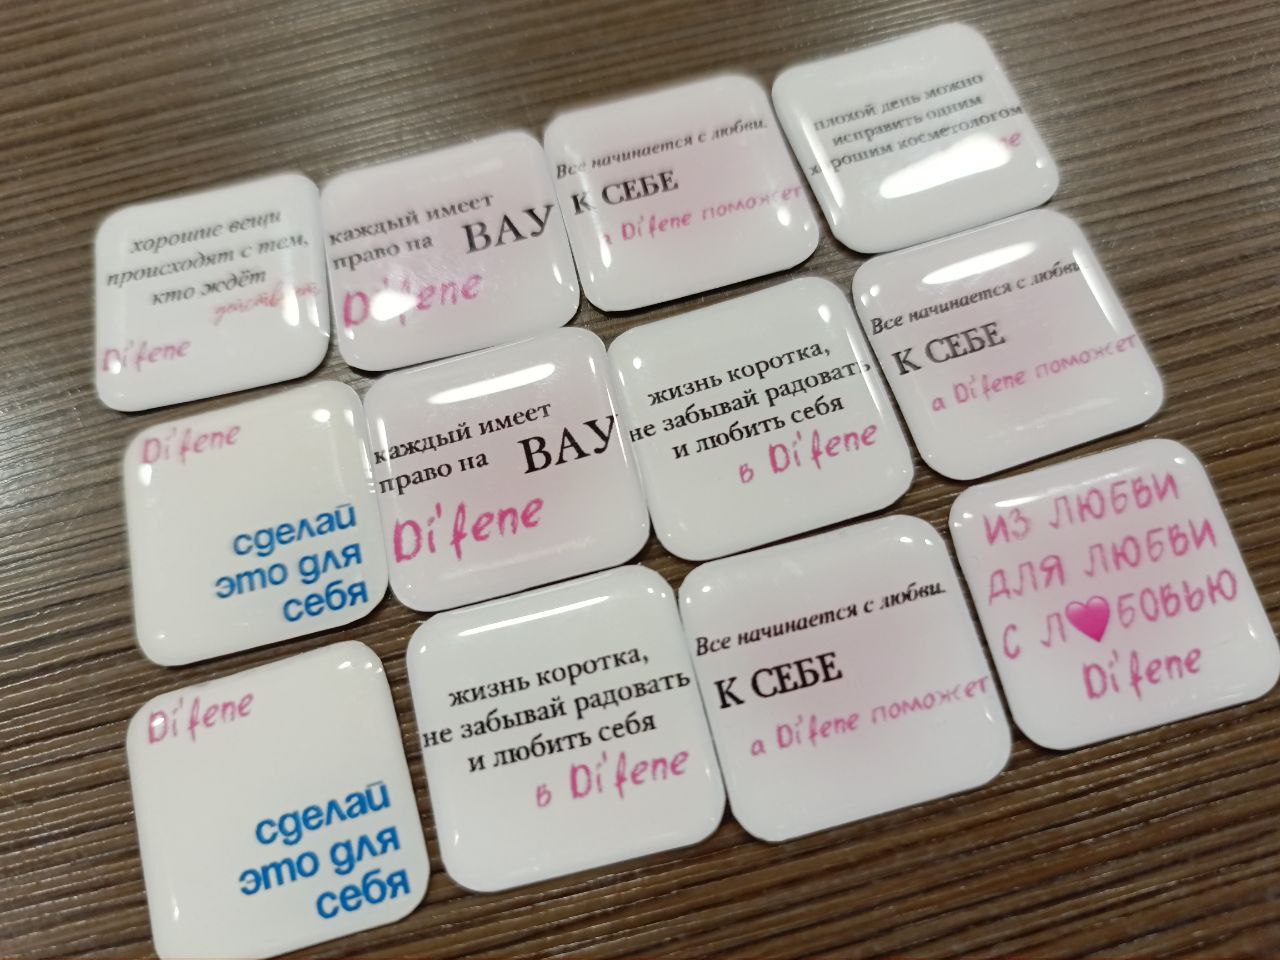 хорошие вещи
происходят с тем,
кто ждёт
действует
Di'fene
каждый имеет
право на ВАУ
Di'fene
Все начинается с любви.
К СЕБЕ
а Di'fene поможет
плохой день можно
исправить одним
хорошим косметологом
Di'fene
сделай
это для
себя
каждый имеет
право на ВАУ
Di'fene
жизнь коротка,
не забывай радовать
и любить себя
в Di'fene
Все начинается с любви.
К СЕБЕ
а Di'fene поможет
Di'fene
сделай
это для
себя
жизнь коротка,
не забывай радовать
и любить себя
в Di'fene
Все начинается с любви.
К СЕБЕ
а Di'fene поможет
ИЗ ЛЮБВИ
ДЛЯ ЛЮБВИ
С Л🩷БОВЬЮ
Di'fene